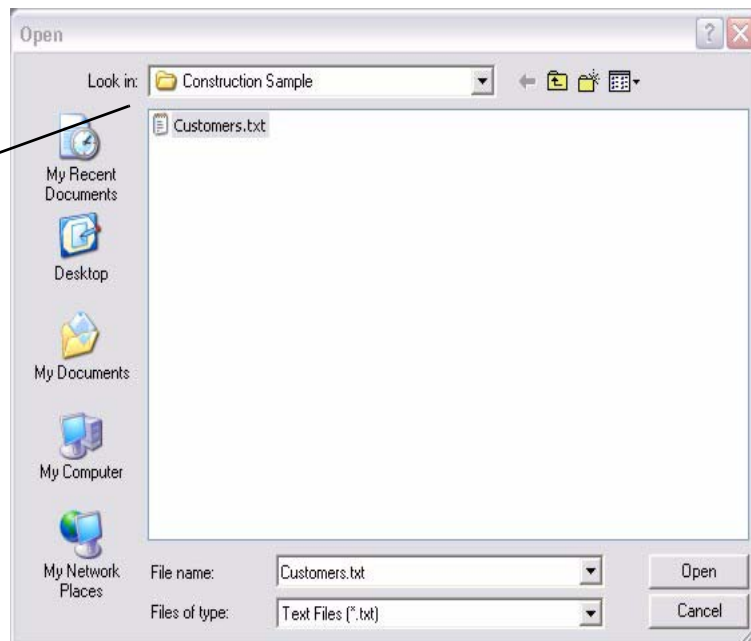 Open
?
X
Look in: Construction Sample
Customers.txt
My Recent
Documents
Desktop
My Documents
My Computer
My Network
Places
File name: Customers.txt Open
Files of type: Text Files (*.txt) Cancel